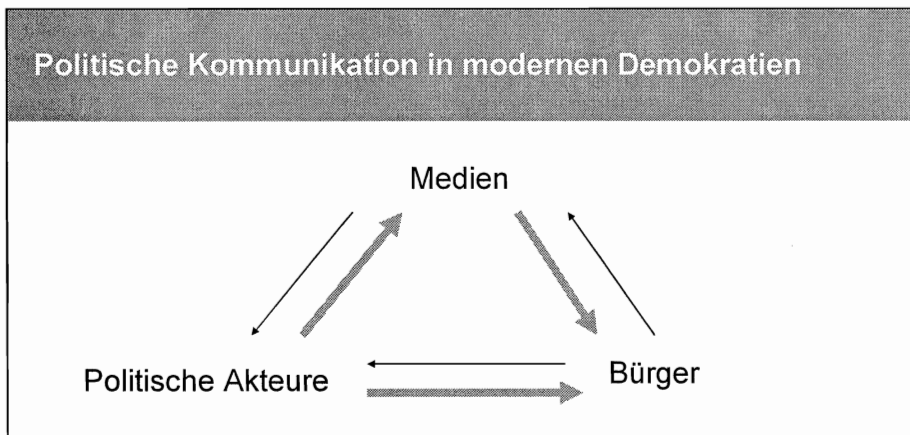 Politische Kommunikation in modernen Demokratien
Medien
Politische Akteure
Bürger